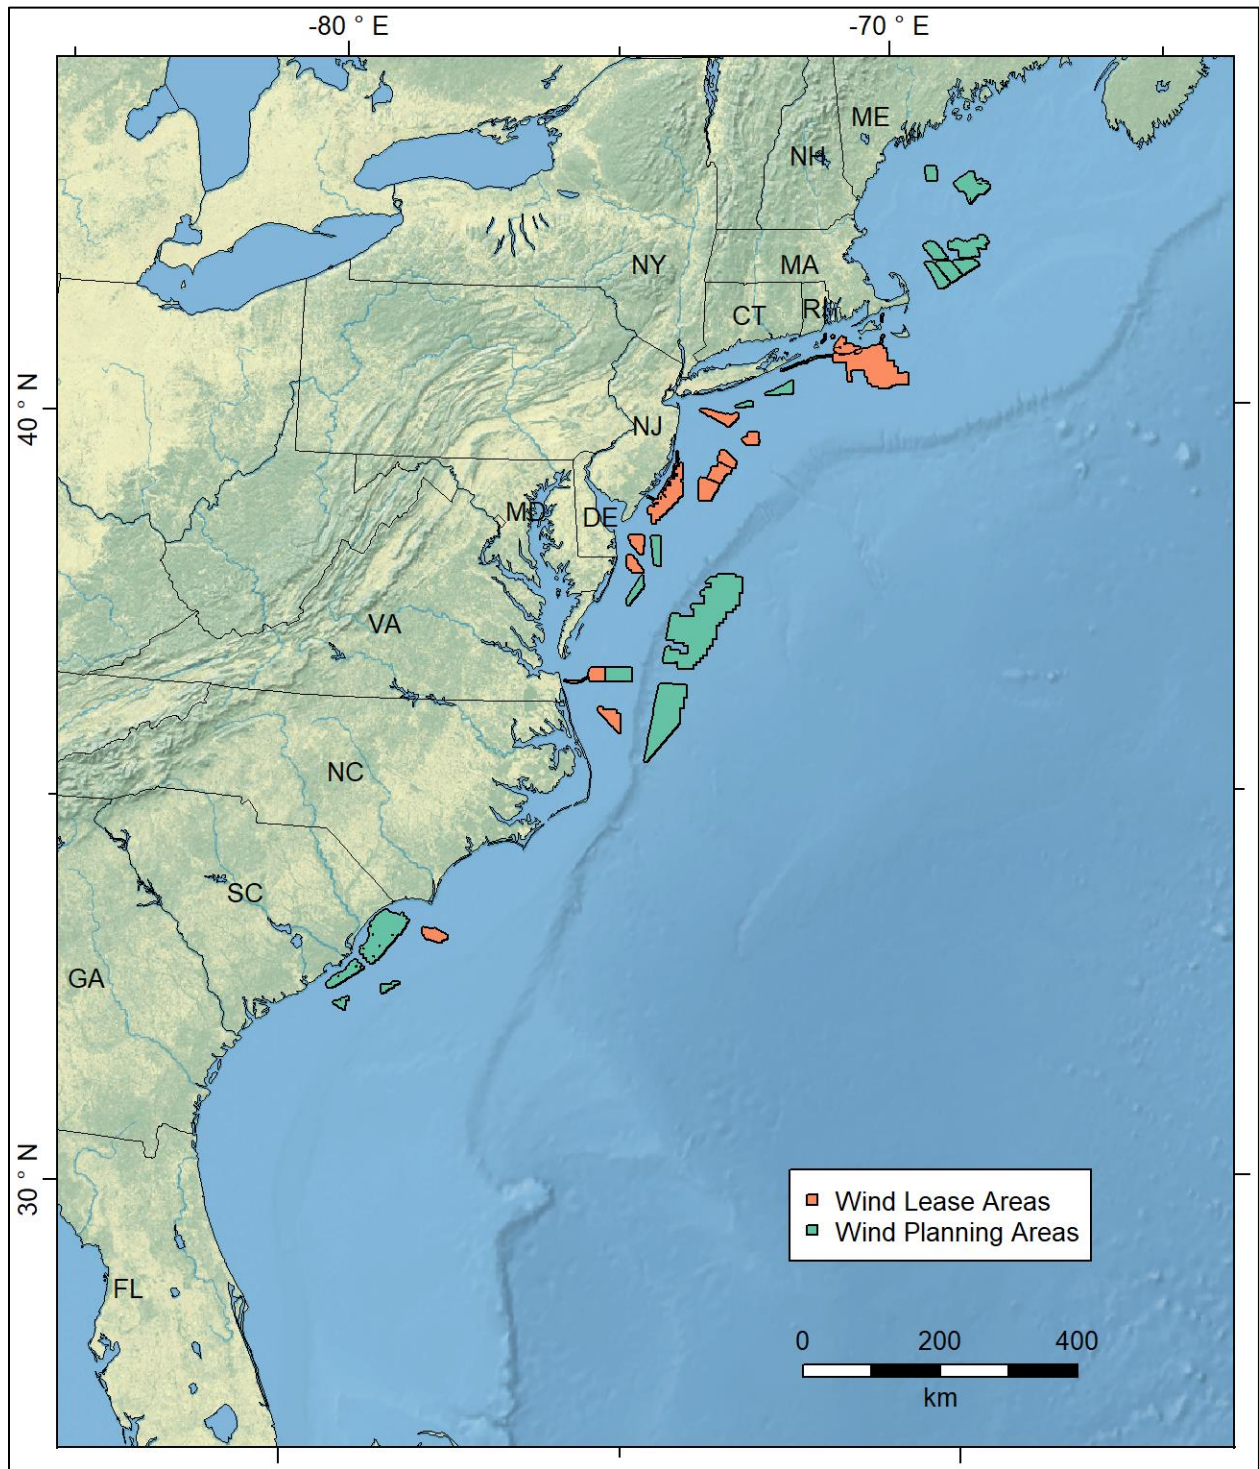 -80 ° E
-70 ° E
ME
NH
NY
MA
CT
RI
40 ° N
NJ
MD
DE
VA
NC
SC
GA
30 ° N
Wind Lease Areas
Wind Planning Areas
FL
0 200 400
km